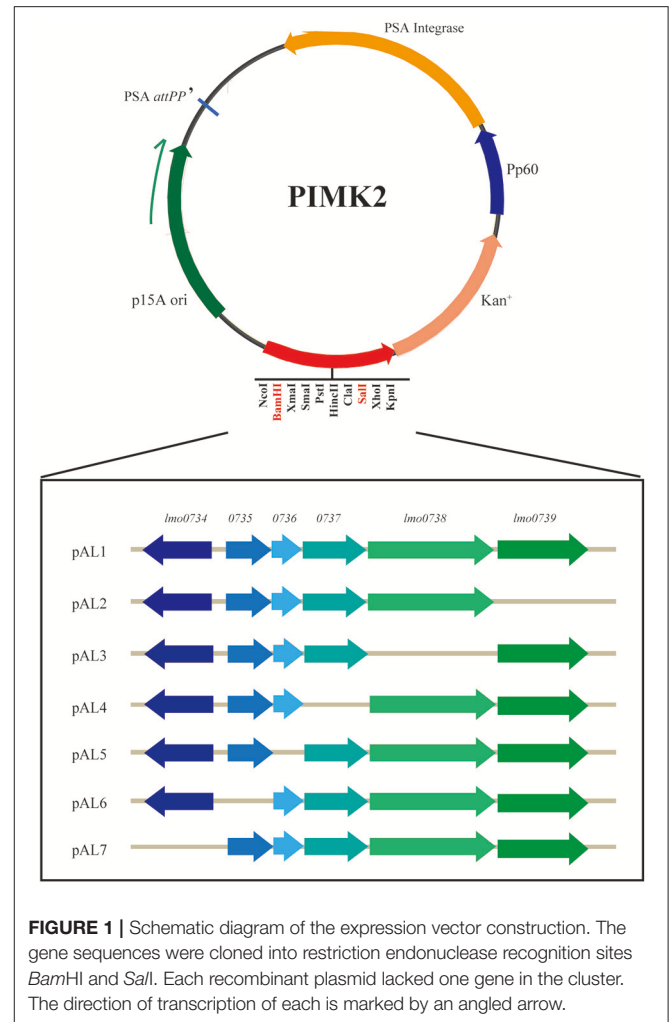 PSA Integrase
PSA attPP’
Pp60
PIMK2
p15A ori
Kan+
NcoI
BamHI
XmaI
SmaI
PstI
HincII
ClaI
SalI
XhoI
KpnI
lmo0734 0735 0736 0737 lmo0738 lmo0739
pAL1
pAL2
pAL3
pAL4
pAL5
pAL6
pAL7
FIGURE 1 | Schematic diagram of the expression vector construction. The
gene sequences were cloned into restriction endonuclease recognition sites
BamHI and SalI. Each recombinant plasmid lacked one gene in the cluster.
The direction of transcription of each is marked by an angled arrow.